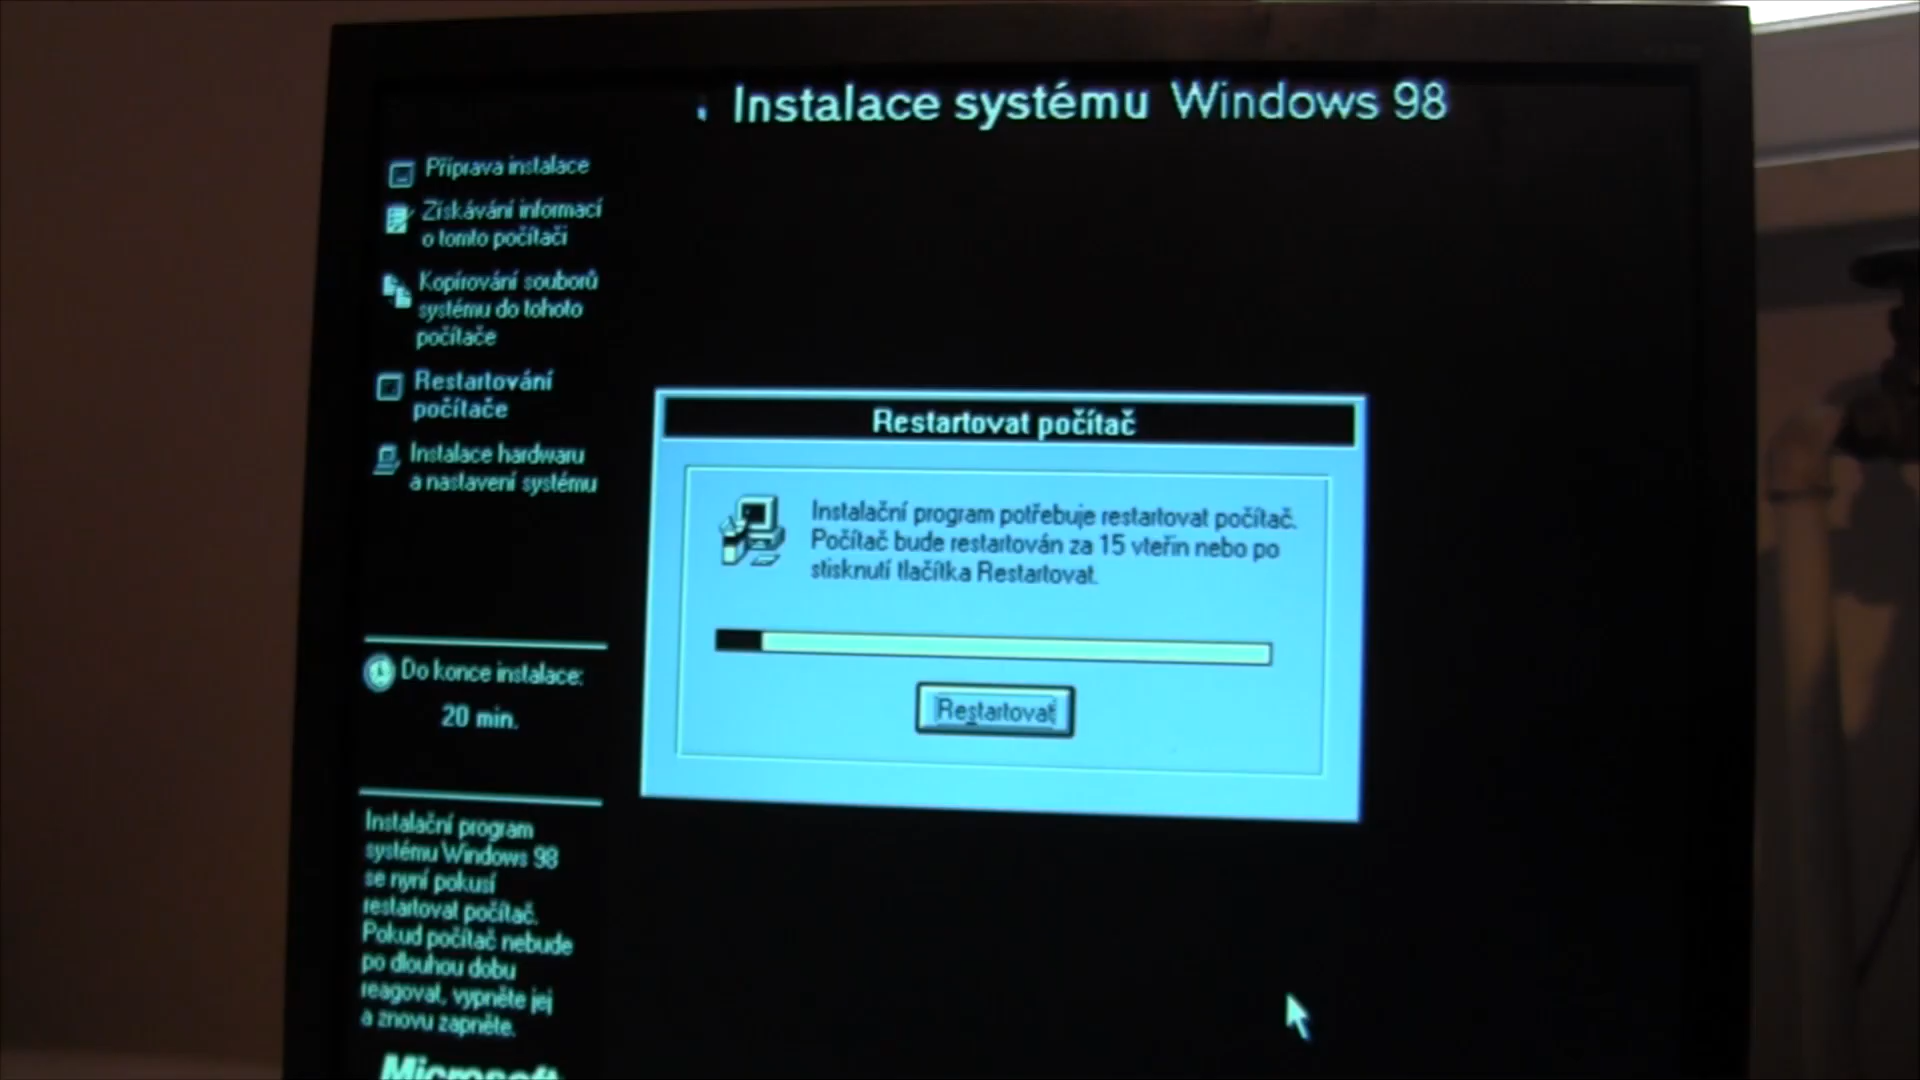 Instalace systému Windows 98
Příprava instalace
Získávání informací
o tomto počítači
Kopírování souborů
systému do tohoto
počítače
Restartování
počítače
Instalace hardwaru
a nastavení systému
Do konce instalace:
20 min.
Instalační program
systému Windows 98
se nyní pokusí
restartovat počítač.
Pokud počítač nebude
po dlouhou dobu
reagovat, vypněte jej
a znovu zapněte.
Microsoft
Restartovat počítač
Instalační program potřebuje restartovat počítač.
Počítač bude restartován za 15 vteřin nebo po
stisknutí tlačítka Restartovat.
Restartovat